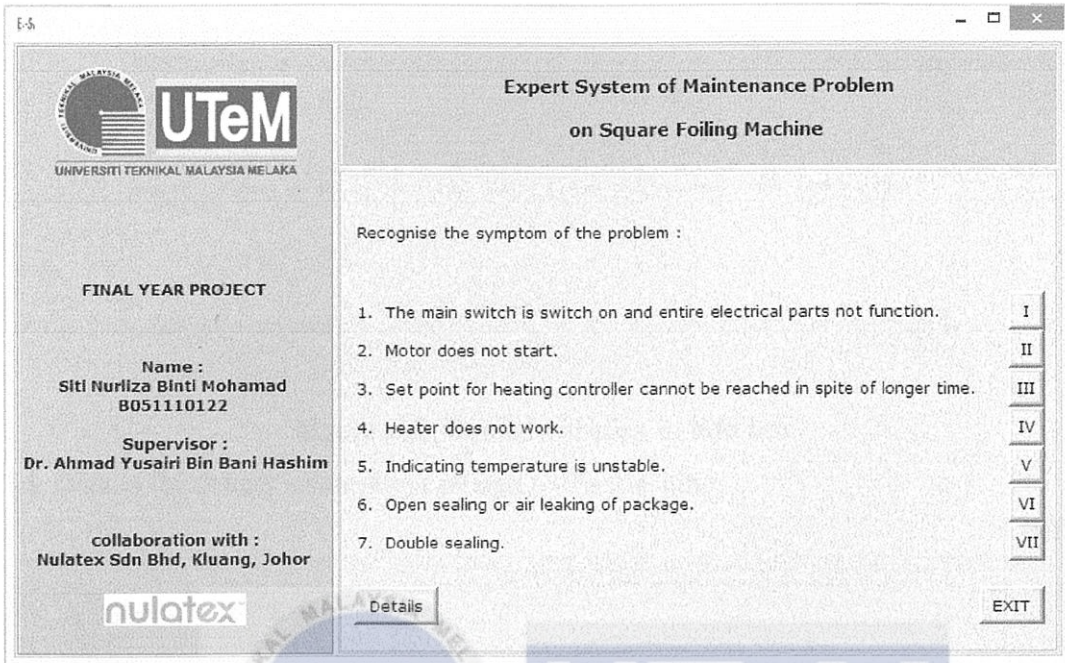 E.-S.
UTeM
UNIVERSITI TEKNIKAL MALAYSIA MELAKA
FINAL YEAR PROJECT
Name :
Siti Nurliza Binti Mohamad
B051110122
Supervisor :
Dr. Ahmad Yusairi Bin Bani Hashim
collaboration with :
Nulatex Sdn Bhd, Kluang, Johor
nulatex
Expert System of Maintenance Problem
on Square Foiling Machine
Recognise the symptom of the problem :
1. The main switch is switch on and entire electrical parts not function. I
2. Motor does not start. II
3. Set point for heating controller cannot be reached in spite of longer time. III
4. Heater does not work. IV
5. Indicating temperature is unstable. V
6. Open sealing or air leaking of package. VI
7. Double sealing. VII
Details EXIT